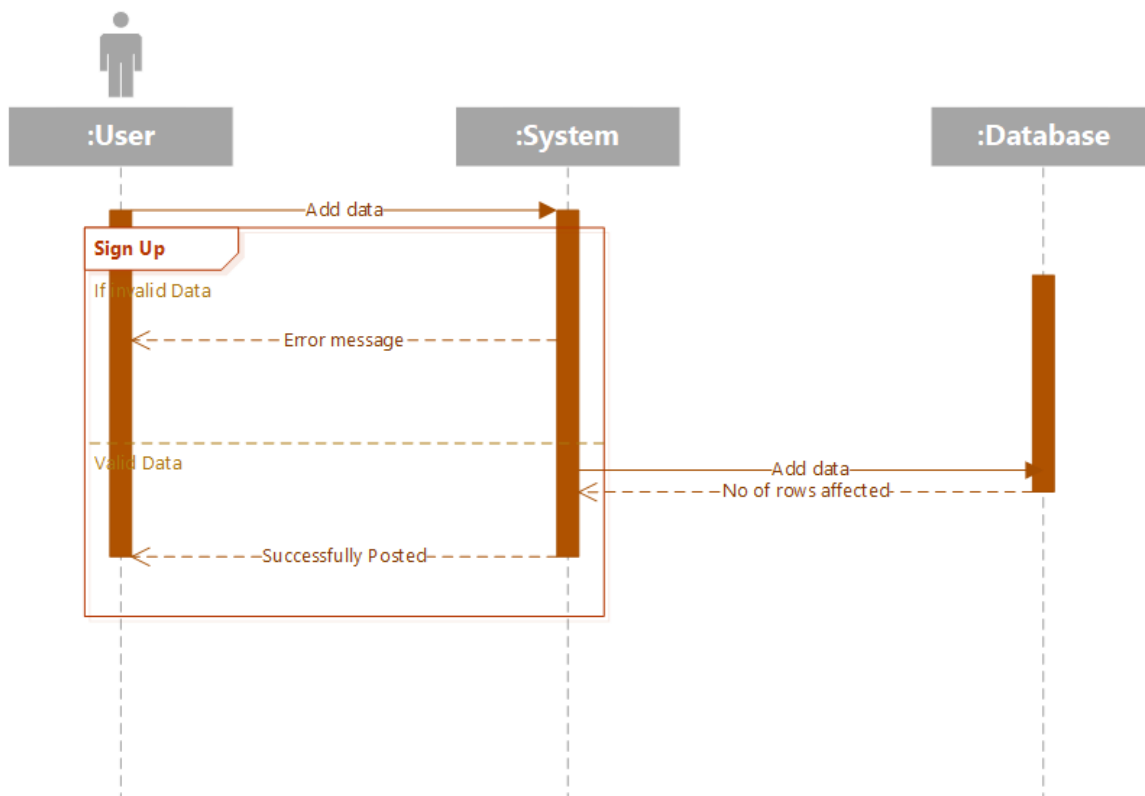 :User
:System
:Database
Add data
Sign Up
If invalid Data
Error message
Valid Data
Add data
No of rows affected
Successfully Posted